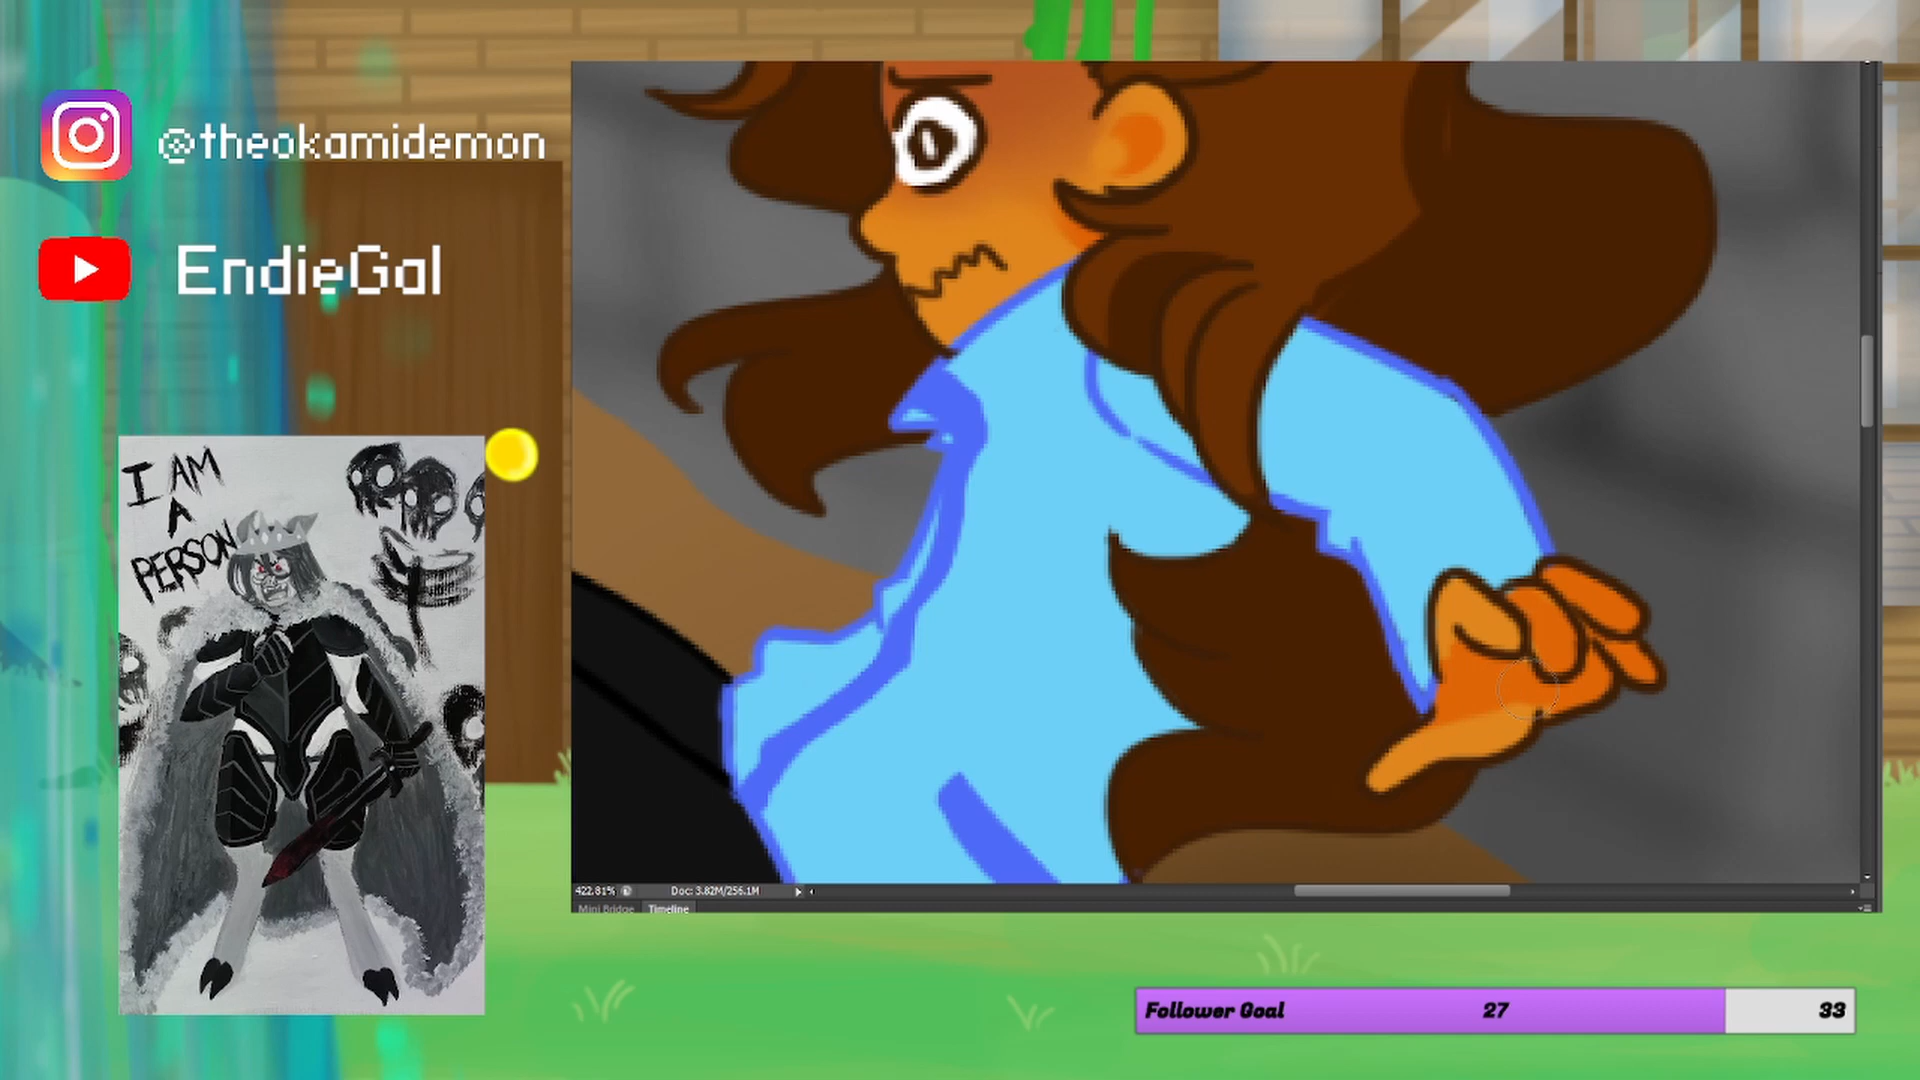 @theokamidemon
EndieGal
I AM
A
PERSON
422.81%
Doc: 3.82M/256.1M
Mini Bridge
Timeline
Follower Goal
27
33